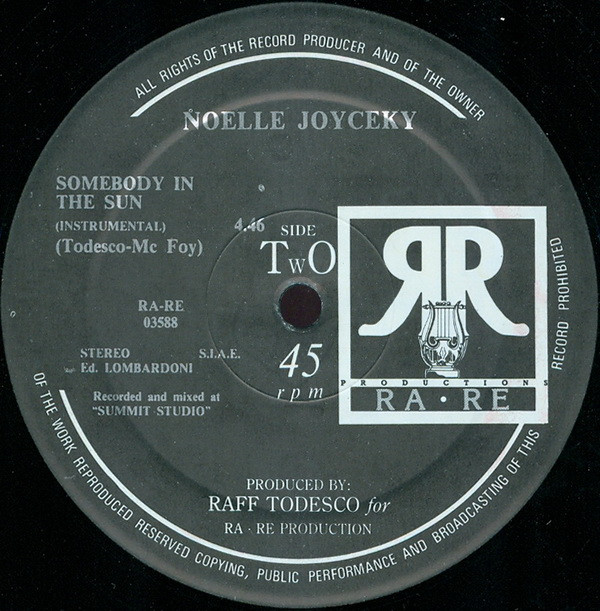 ALL RIGHTS OF THE RECORD PRODUCER AND OF THE OWNER
NOELLE JOYCEKY
SOMEBODY IN
THE SUN
(INSTRUMENTAL) 4.46
(Todesco-Mc Foy)
SIDE
TWO
RA-RE
03588
STEREO S.I.A.E.
Ed. LOMBARDONI
Recorded and mixed at
"SUMMIT STUDIO"
45
rpm
RR
PRODUCTIONS
RA · RE
PRODUCED BY:
RAFF TODESCO for
RA · RE PRODUCTION
OF THE WORK REPRODUCED RESERVED COPYING, PUBLIC PERFORMANCE AND BROADCASTING OF THIS
RECORD PROHIBITED